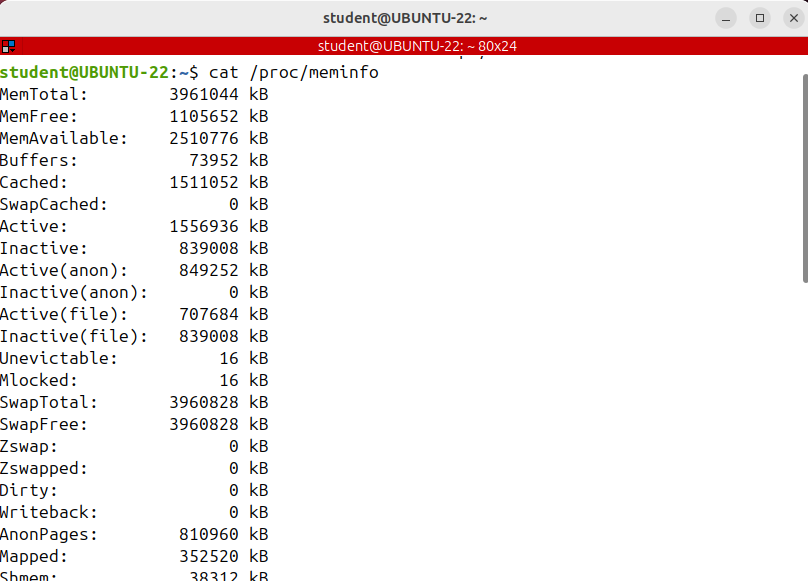 student@UBUNTU-22: ~
student@UBUNTU-22: ~ 80x24
student@UBUNTU-22:~$ cat /proc/meminfo
MemTotal:        3961044 kB
MemFree:         1105652 kB
MemAvailable:    2510776 kB
Buffers:           73952 kB
Cached:          1511052 kB
SwapCached:            0 kB
Active:          1556936 kB
Inactive:         839008 kB
Active(anon):     849252 kB
Inactive(anon):        0 kB
Active(file):     707684 kB
Inactive(file):   839008 kB
Unevictable:          16 kB
Mlocked:              16 kB
SwapTotal:       3960828 kB
SwapFree:        3960828 kB
Zswap:                 0 kB
Zswapped:              0 kB
Dirty:                 0 kB
Writeback:             0 kB
AnonPages:        810960 kB
Mapped:           352520 kB
Shmem:             38312 kB